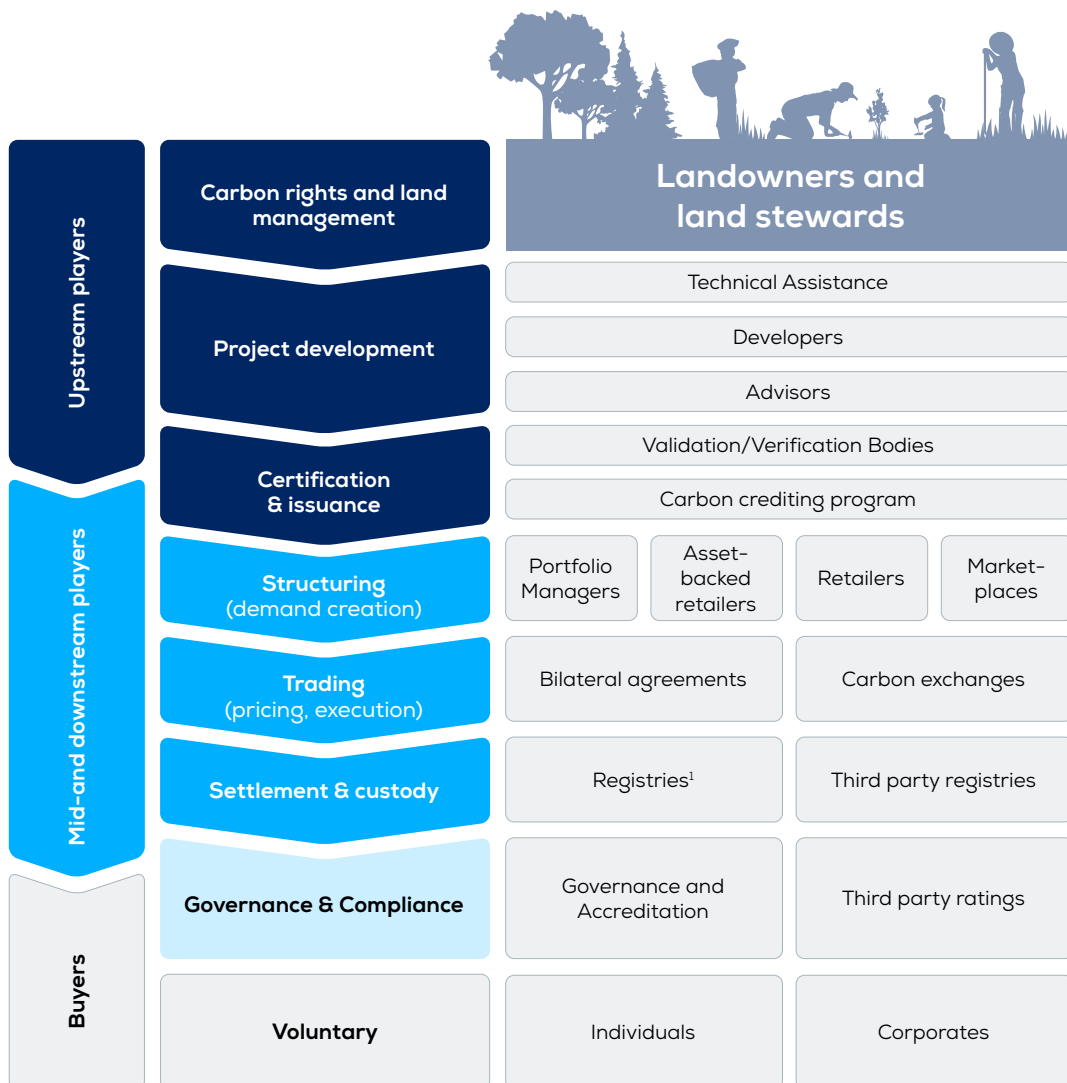 Upstream players
Mid-and downstream players
Buyers
Carbon rights and land
management
Landowners and
land stewards
Project development
Technical Assistance
Developers
Advisors
Certification
& issuance
Validation/Verification Bodies
Carbon crediting program
Structuring
(demand creation)
Portfolio
Managers
Asset-
backed
retailers
Retailers
Market-
places
Trading
(pricing, execution)
Bilateral agreements
Carbon exchanges
Settlement & custody
Registries¹
Third party registries
Governance & Compliance
Governance and
Accreditation
Third party ratings
Voluntary
Individuals
Corporates